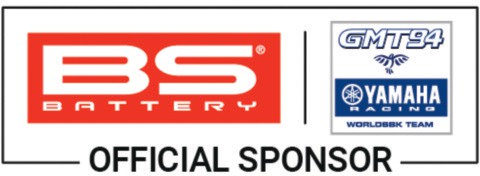 BS®
BATTERY
GMT94
YAMAHA
RACING
WORLDSBK TEAM
OFFICIAL SPONSOR